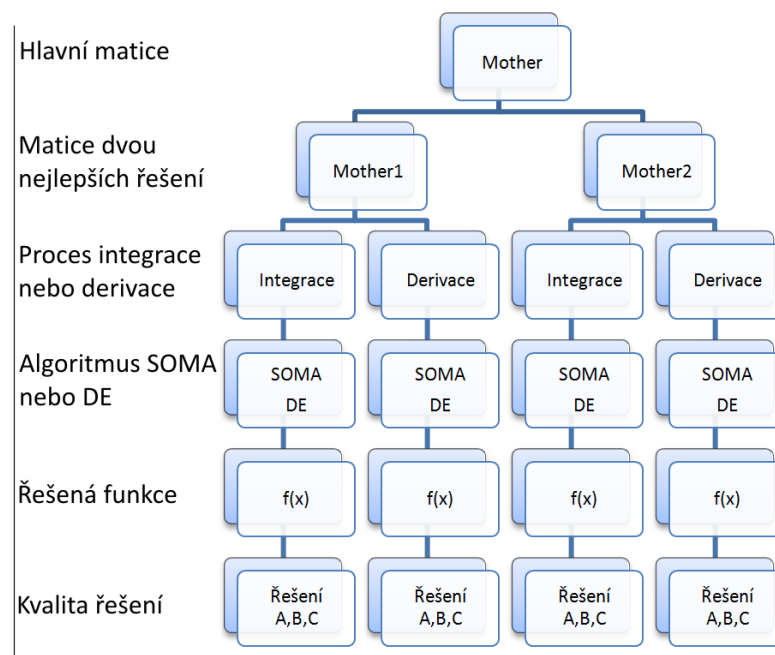 Hlavní matice
Mother
Matice dvou
nejlepších řešení
Mother1
Mother2
Proces integrace
nebo derivace
Integrace
Derivace
Integrace
Derivace
Algoritmus SOMA
nebo DE
SOMA
DE
SOMA
DE
SOMA
DE
SOMA
DE
Řešená funkce
f(x)
f(x)
f(x)
f(x)
Kvalita řešení
Řešení
A,B,C
Řešení
A,B,C
Řešení
A,B,C
Řešení
A,B,C